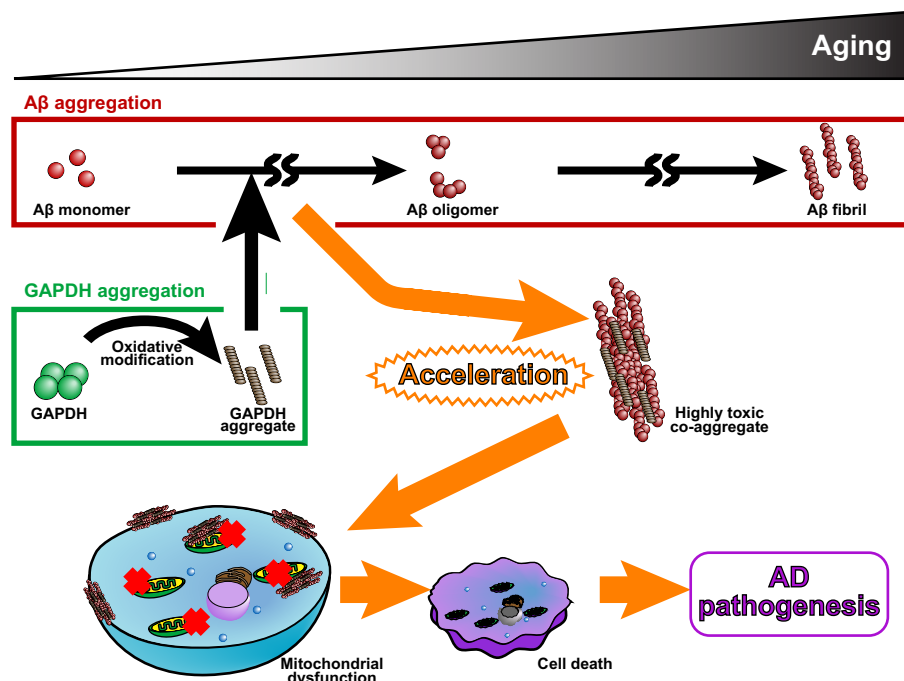 Aging
Aβ aggregation
Aβ monomer
Aβ oligomer
Aβ fibril
GAPDH aggregation
Oxidative
modification
GAPDH
GAPDH
aggregate
Acceleration
Highly toxic
co-aggregate
Mitochondrial
dysfunction
Cell death
AD
pathogenesis